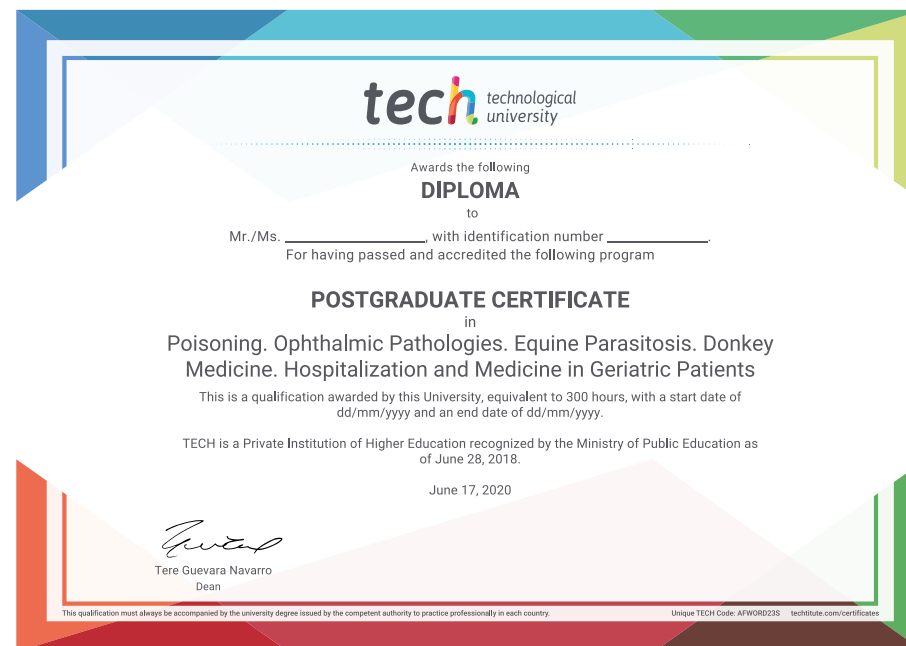 tech technological
university
Awards the following
DIPLOMA
to
Mr./Ms. ____________________, with identification number __________________.
For having passed and accredited the following program
POSTGRADUATE CERTIFICATE
in
Poisoning. Ophthalmic Pathologies. Equine Parasitosis. Donkey
Medicine. Hospitalization and Medicine in Geriatric Patients
This is a qualification awarded by this University, equivalent to 300 hours, with a start date of
dd/mm/yyyy and an end date of dd/mm/yyyy.
TECH is a Private Institution of Higher Education recognized by the Ministry of Public Education as
of June 28, 2018.
June 17, 2020
Tere Guevara Navarro
Dean
This qualification must always be accompanied by the university degree issued by the competent authority to practice professionally in each country. Unique TECH Code: AFWORD23S techtitute.com/certificates